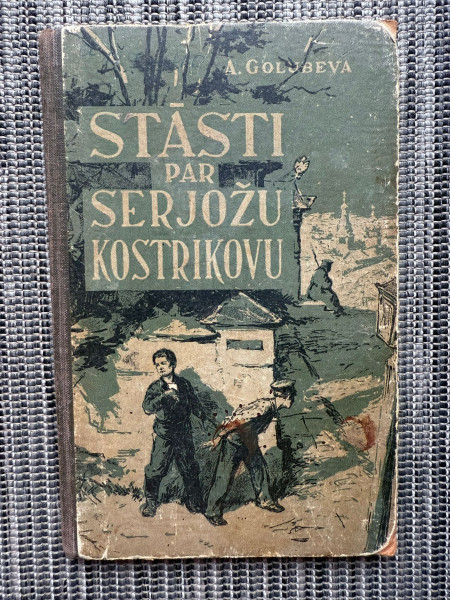 A. GOLUBEVA
STĀSTI
PAR
SERJOŽU
KOSTRIKOVU